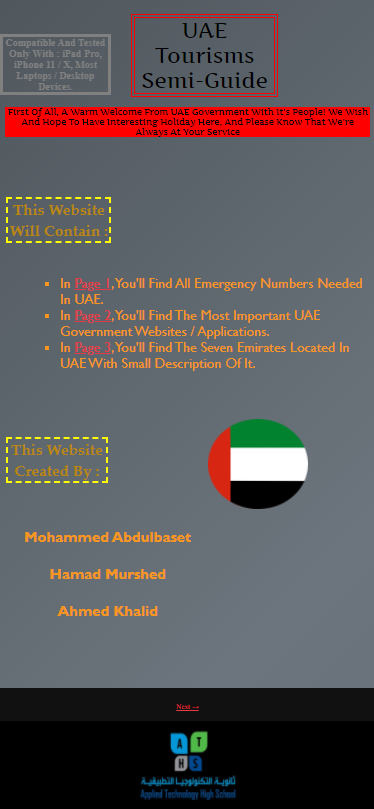 Compatible And Tested
Only With : iPad Pro,
iPhone 11 / X, Most
Laptops / Desktop
Devices.
UAE
Tourisms
Semi-Guide
First Of All, A Warm Welcome From UAE Government With It's People! We Wish
And Hope To Have Interesting Holiday Here, And Please Know That We're
Always At Your Service
This Website
Will Contain :
In Page 1,You'll Find All Emergency Numbers Needed
In UAE.
In Page 2,You'll Find The Most Important UAE
Government Websites / Applications.
In Page 3,You'll Find The Seven Emirates Located In
UAE With Small Description Of It.
This Website
Created By :
Mohammed Abdulbaset
Hamad Murshed
Ahmed Khalid
Next -->
A T
H S
ثانوية التكنولوجيا التطبيقية
Applied Technology High School